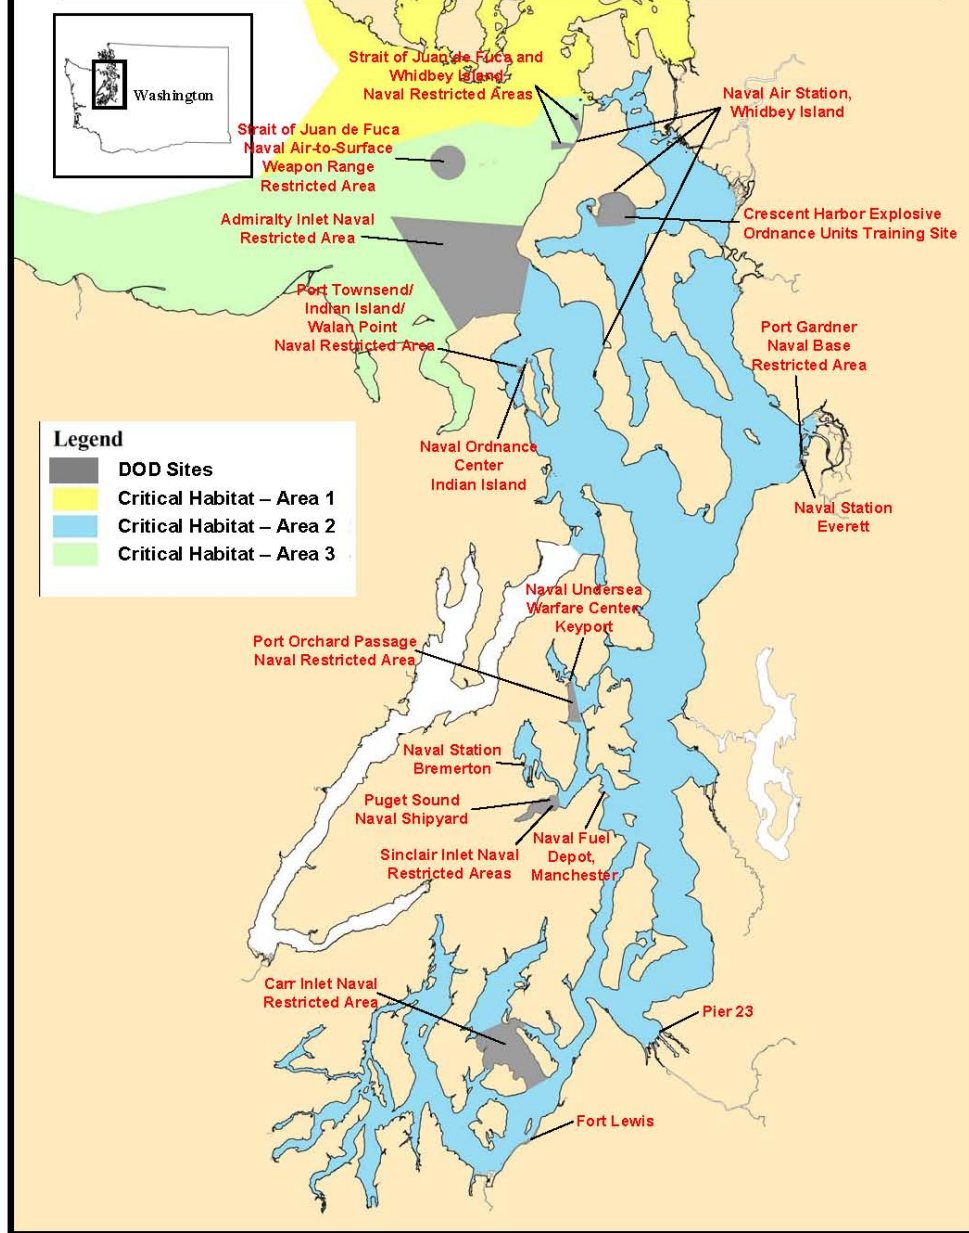 Washington
Strait of Juan de Fuca and
Whidbey Island
Naval Restricted Areas
Naval Air Station,
Whidbey Island
Strait of Juan de Fuca
Naval Air-to-Surface
Weapon Range
Restricted Area
Admiralty Inlet Naval
Restricted Area
Crescent Harbor Explosive
Ordnance Units Training Site
Port Townsend/
Indian Island/
Walan Point
Naval Restricted Area
Port Gardner
Naval Base
Restricted Area
Naval Ordnance
Center
Indian Island
Naval Station
Everett
Legend
DOD Sites
Critical Habitat – Area 1
Critical Habitat – Area 2
Critical Habitat – Area 3
Naval Undersea
Warfare Center,
Keyport
Port Orchard Passage
Naval Restricted Area
Naval Station
Bremerton
Puget Sound
Naval Shipyard
Sinclair Inlet Naval
Restricted Areas
Naval Fuel
Depot,
Manchester
Carr Inlet Naval
Restricted Area
Pier 23
Fort Lewis